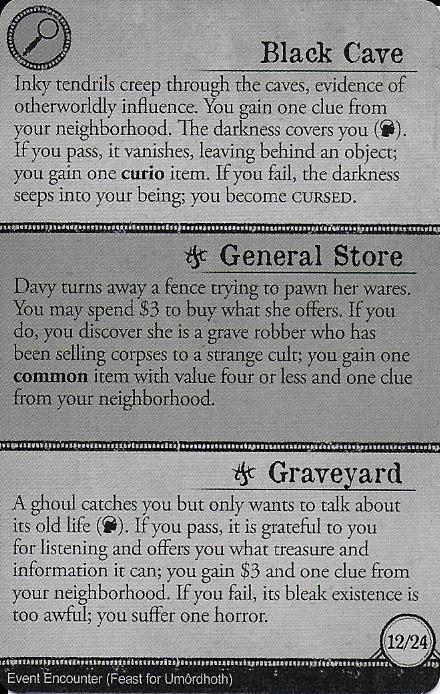 Black Cave
Inky tendrils creep through the caves, evidence of
otherworldly influence. You gain one clue from
your neighborhood. The darkness covers you ( ).
If you pass, it vanishes, leaving behind an object;
you gain one curio item. If you fail, the darkness
seeps into your being; you become CURSED.
General Store
Davy turns away a fence trying to pawn her wares.
You may spend $3 to buy what she offers. If you
do, you discover she is a grave robber who has
been selling corpses to a strange cult; you gain one
common item with value four or less and one clue
from your neighborhood.
Graveyard
A ghoul catches you but only wants to talk about
its old life ( ). If you pass, it is grateful to you
for listening and offers you what treasure and
information it can; you gain $3 and one clue from
your neighborhood. If you fail, its bleak existence is
too awful; you suffer one horror.
12/24
Event Encounter (Feast for Umôrdhoth)